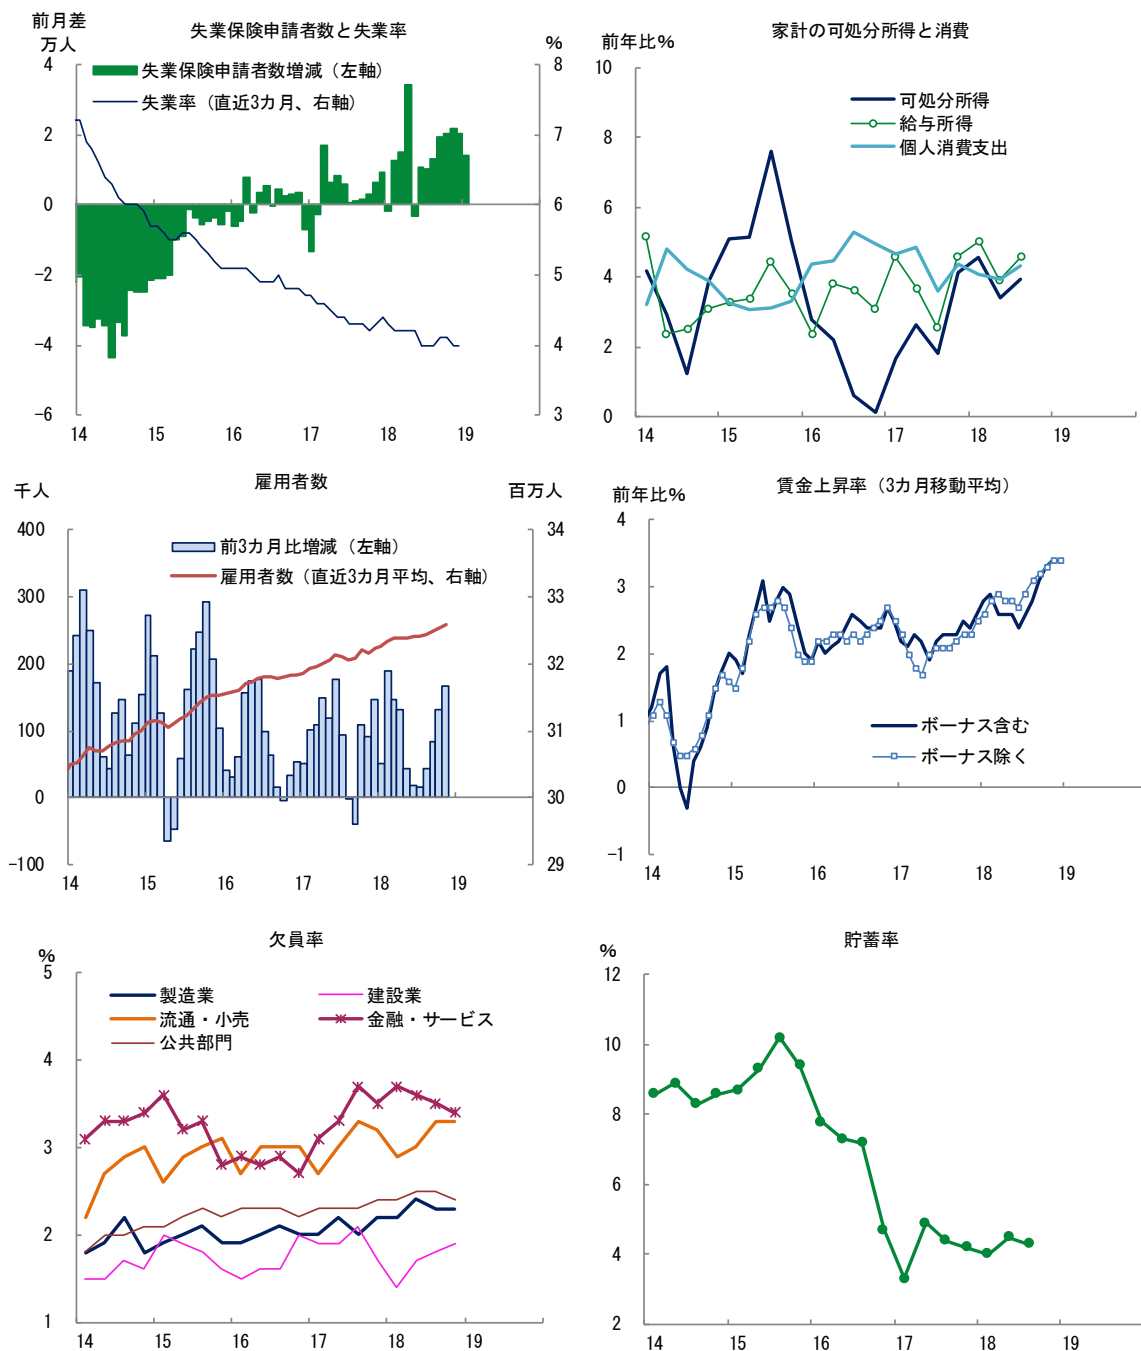 失業保険申請者数と失業率
前月差
万人
%
失業保険申請者数増減（左軸）
失業率（直近3カ月、右軸）
4
2
0
−2
−4
−6
8
7
6
5
4
3
14 15 16 17 18 19
家計の可処分所得と消費
前年比%
可処分所得
給与所得
個人消費支出
10
8
6
4
2
0
14 15 16 17 18 19
雇用者数
千人
百万人
前3カ月比増減（左軸）
雇用者数（直近3カ月平均、右軸）
400
300
200
100
0
−100
34
33
32
31
30
29
14 15 16 17 18 19
賃金上昇率（3カ月移動平均）
前年比%
ボーナス含む
ボーナス除く
4
3
2
1
0
−1
14 15 16 17 18 19
欠員率
%
製造業
建設業
流通・小売
金融・サービス
公共部門
5
4
3
2
1
14 15 16 17 18 19
貯蓄率
%
12
10
8
6
4
2
14 15 16 17 18 19